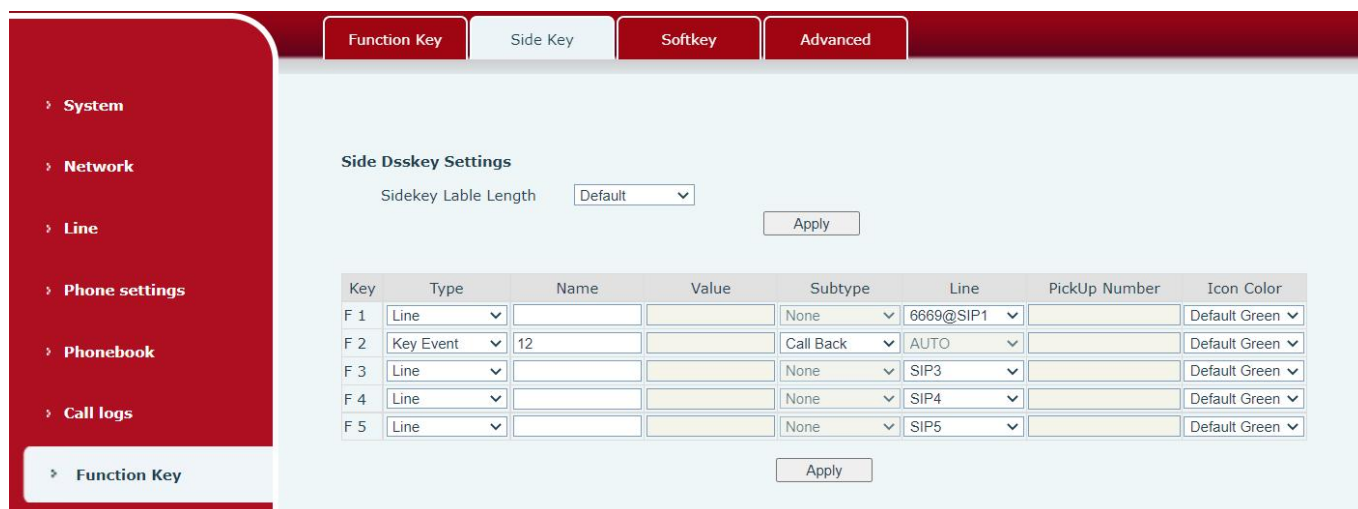 Function Key
Side Key
Softkey
Advanced
System
Network
Line
Phone settings
Phonebook
Call logs
Function Key
Side Dsskey Settings
Sidekey Lable Length Default
Apply
Key Type Name Value Subtype Line PickUp Number Icon Color
F 1 Line None 6669@SIP1 Default Green
F 2 Key Event 12 Call Back AUTO Default Green
F 3 Line None SIP3 Default Green
F 4 Line None SIP4 Default Green
F 5 Line None SIP5 Default Green
Apply